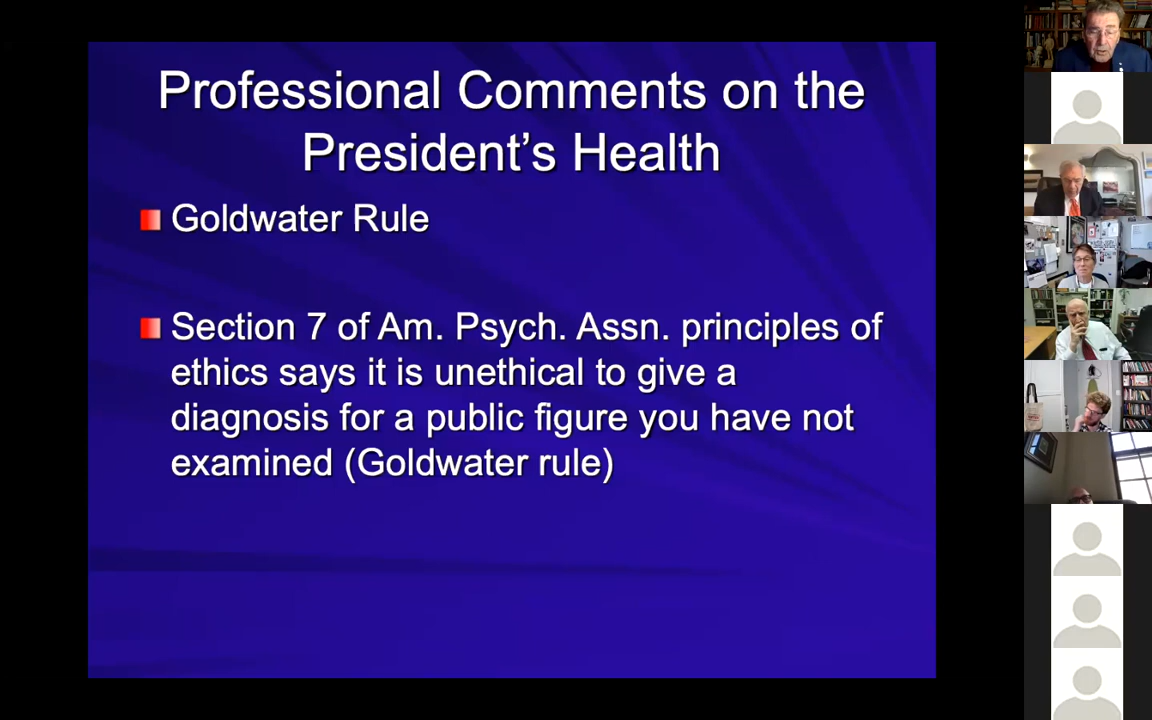 Professional Comments on the
President’s Health
Goldwater Rule
Section 7 of Am. Psych. Assn. principles of
ethics says it is unethical to give a
diagnosis for a public figure you have not
examined (Goldwater rule)